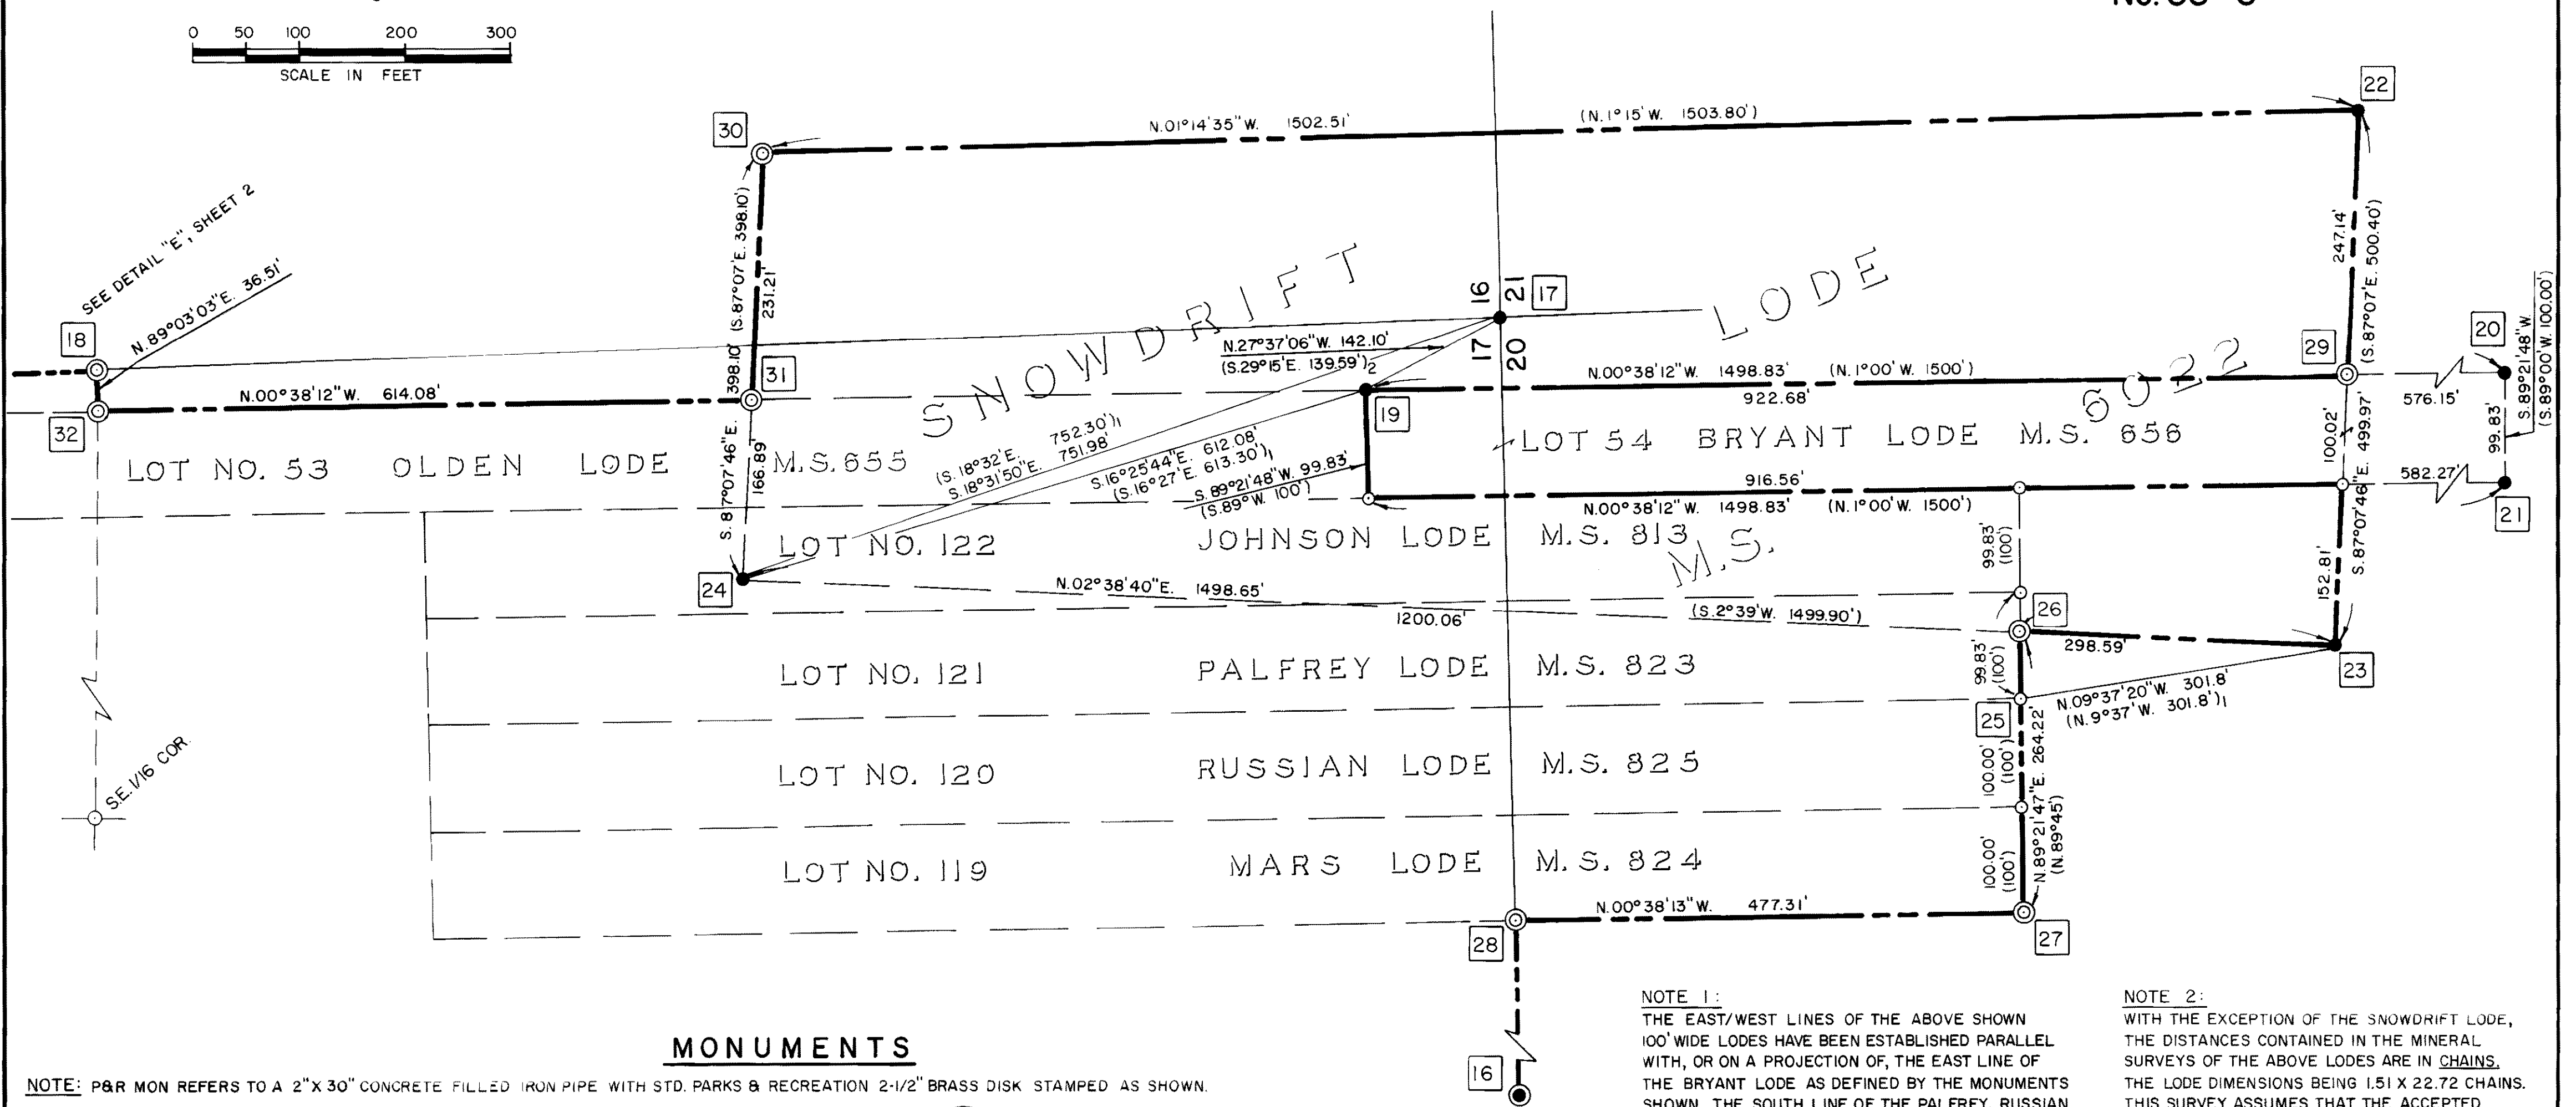 0 50 100 200 300
SCALE IN FEET
22
30
N.01°14'35"W. 1502.51' (N.1°15'W. 1503.80')
SEE DETAIL "E", SHEET 2
N.89°03'03"E. 36.51'
18
(S.87°07'E. 398.10')
231.21'
398.10'
S.87°07'46"E.
166.89'
31
N.00°38'12"W. 614.08'
32
SNOWDRIFT LODE
M.S. 6022
16 21
17 20
17
N.27°37'06"W. 142.10'
(S.29°15'E. 139.59')2
247.14'
(S.87°07'E. 500.40')
29
20
S.89°21'48"W.
(S.89°00'W. 100.00')
99.83'
576.15'
N.00°38'12"W. 1498.83' (N.1°00'W. 1500')
922.68'
19
LOT 54 BRYANT LODE M.S. 656
100.02'
S.87°07'46"E. 499.97'
582.27'
21
LOT NO. 53 OLDEN LODE M.S. 655
(S.18°32'E. 752.30')1
S.18°31'50"E. 751.98'
S.16°25'44"E. 612.08'
(S.16°27'E. 613.30')1
S.89°21'48"W. 99.83'
(S.89°W. 100')
916.56'
N.00°38'12"W. 1498.83' (N.1°00'W. 1500')
LOT NO. 122 JOHNSON LODE M.S. 813
99.83'
(100')
152.81'
24
N.02°38'40"E. 1498.65'
1200.06'
(S.2°39'W. 1499.90')
26
298.59'
23
LOT NO. 121 PALFREY LODE M.S. 823
99.83'
(100')
25
N.09°37'20"W. 301.8'
(N.9°37'W. 301.8')1
S.E. 1/16 COR.
LOT NO. 120 RUSSIAN LODE M.S. 825
100.00'
(100')
N.89°21'47"E. 264.22'
(N.89°45')
LOT NO. 119 MARS LODE M.S. 824
100.00'
(100')
N.00°38'13"W. 477.31'
28
27
16
MONUMENTS
NOTE: P&R MON REFERS TO A 2"X 30" CONCRETE FILLED IRON PIPE WITH STD. PARKS & RECREATION 2-1/2" BRASS DISK STAMPED AS SHOWN.
NOTE 1:
THE EAST/WEST LINES OF THE ABOVE SHOWN
100' WIDE LODES HAVE BEEN ESTABLISHED PARALLEL
WITH, OR ON A PROJECTION OF, THE EAST LINE OF
THE BRYANT LODE AS DEFINED BY THE MONUMENTS
SHOWN. THE SOUTH LINE OF THE PALFREY, RUSSIAN
NOTE 2:
WITH THE EXCEPTION OF THE SNOWDRIFT LODE,
THE DISTANCES CONTAINED IN THE MINERAL
SURVEYS OF THE ABOVE LODES ARE IN CHAINS.
THE LODE DIMENSIONS BEING 1.51 X 22.72 CHAINS.
THIS SURVEY ASSUMES THAT THE ACCEPTED